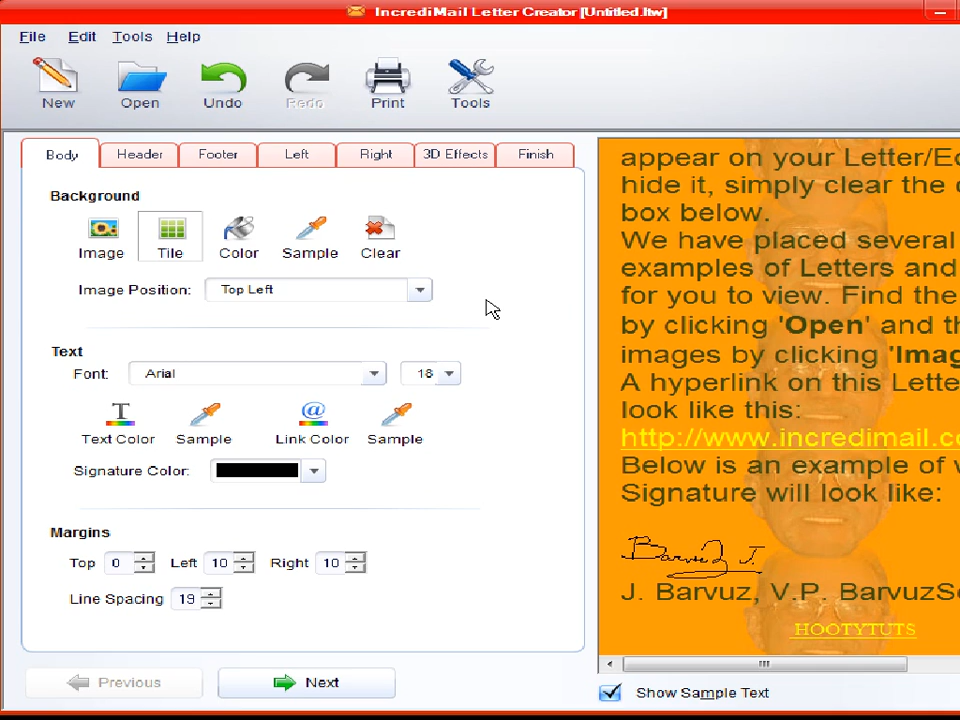 IncrediMail Letter Creator [Untitled.ltw]
File Edit Tools Help
New Open Undo Redo Print Tools
Body Header Footer Left Right 3D Effects Finish
Background
Image Tile Color Sample Clear
Image Position: Top Left
Text
Font: Arial 18
Text Color Sample Link Color Sample
Signature Color:
Margins
Top 0 Left 10 Right 10
Line Spacing 19
Previous Next
appear on your Letter/Ec
hide it, simply clear the c
box below.
We have placed several
examples of Letters and
for you to view. Find the
by clicking 'Open' and th
images by clicking 'Imag
A hyperlink on this Lette
look like this:
http://www.incredimail.co
Below is an example of w
Signature will look like:
Barvuz J.
J. Barvuz, V.P. BarvuzSo
HOOTYTUTS
Show Sample Text